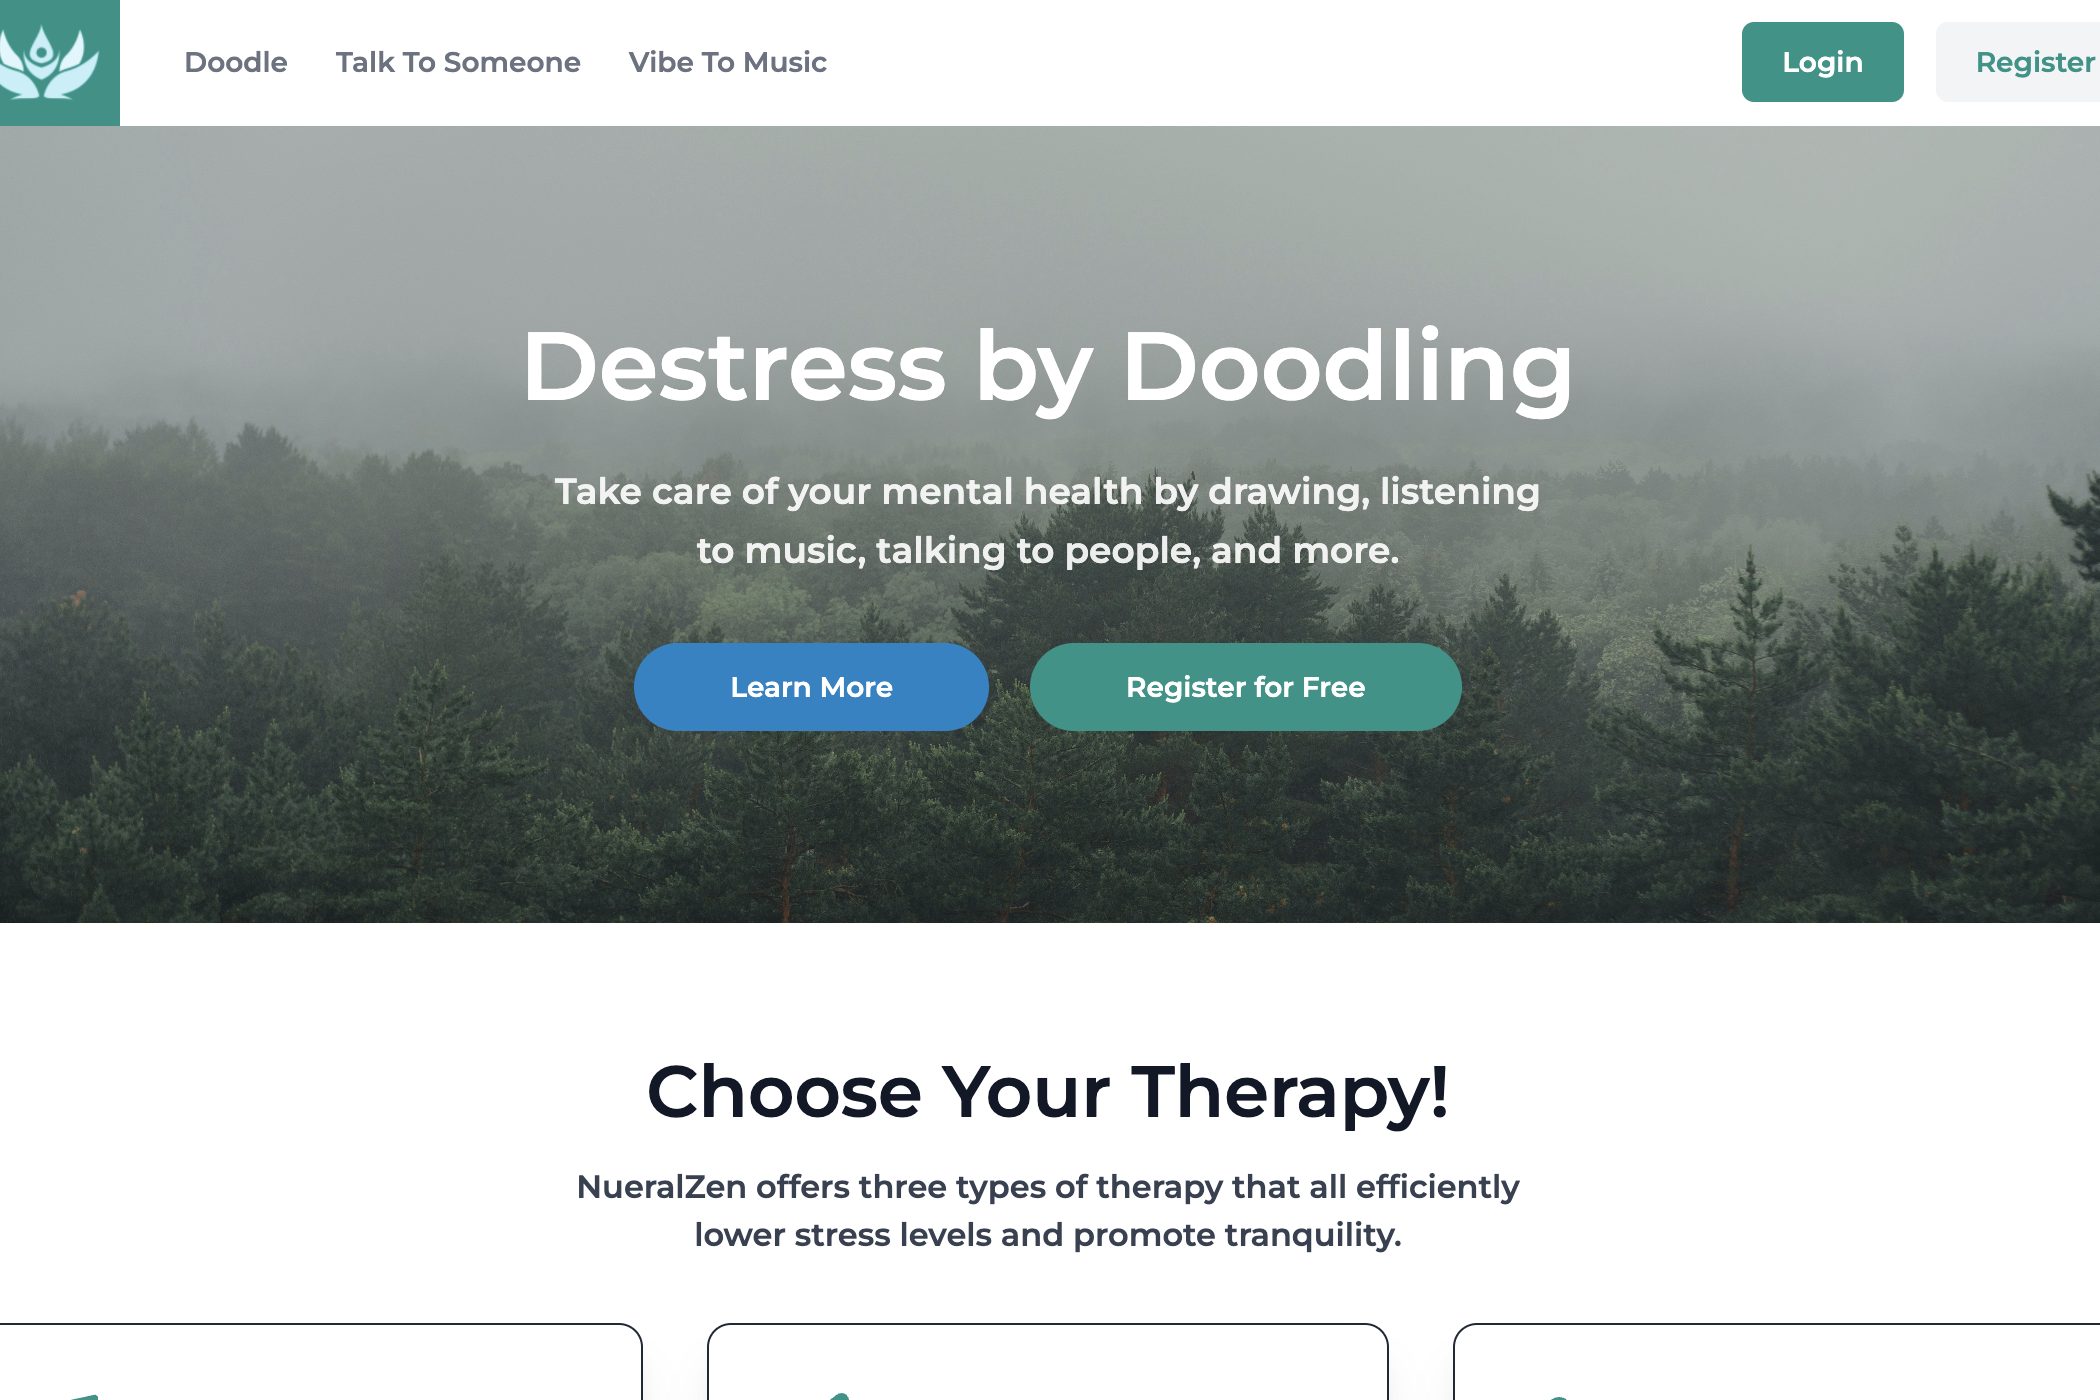 Doodle
Talk To Someone
Vibe To Music
Login
Register
Destress by Doodling
Take care of your mental health by drawing, listening
to music, talking to people, and more.
Learn More
Register for Free
Choose Your Therapy!
NueralZen offers three types of therapy that all efficiently
lower stress levels and promote tranquility.